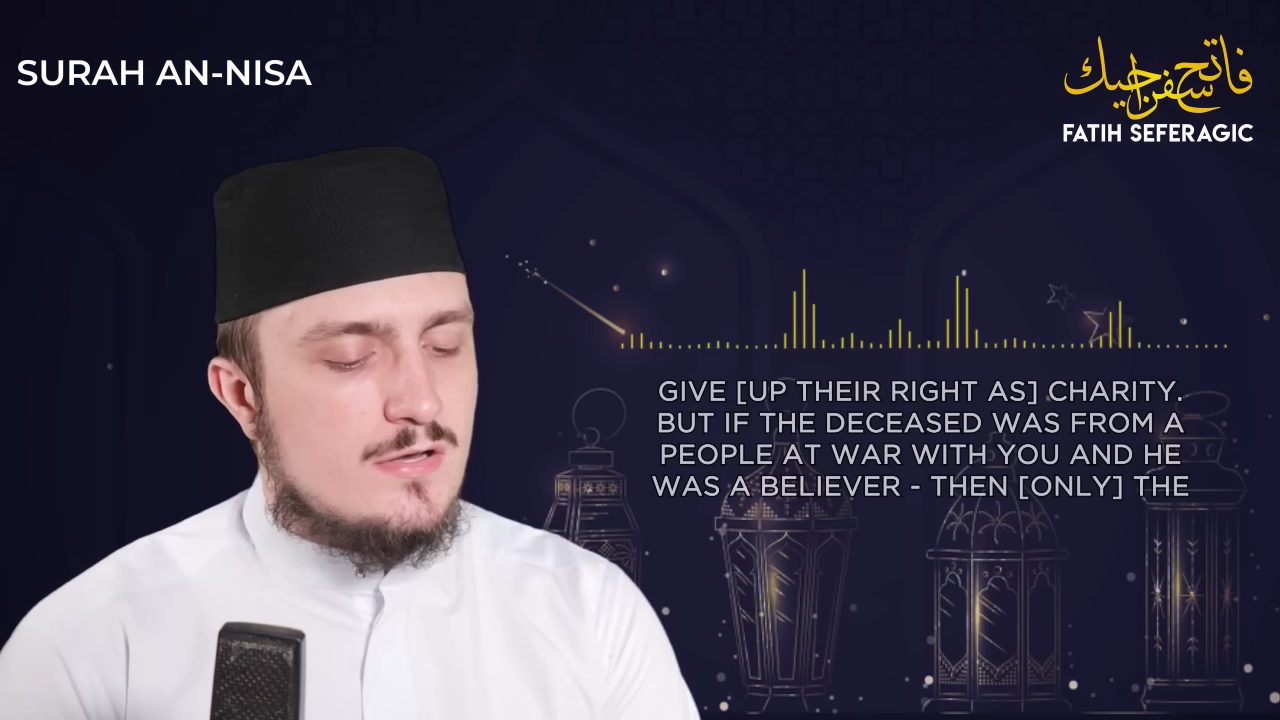 SURAH AN-NISA
فاتح سفراجيك
FATIH SEFERAGIC
GIVE [UP THEIR RIGHT AS] CHARITY.
BUT IF THE DECEASED WAS FROM A
PEOPLE AT WAR WITH YOU AND HE
WAS A BELIEVER - THEN [ONLY] THE